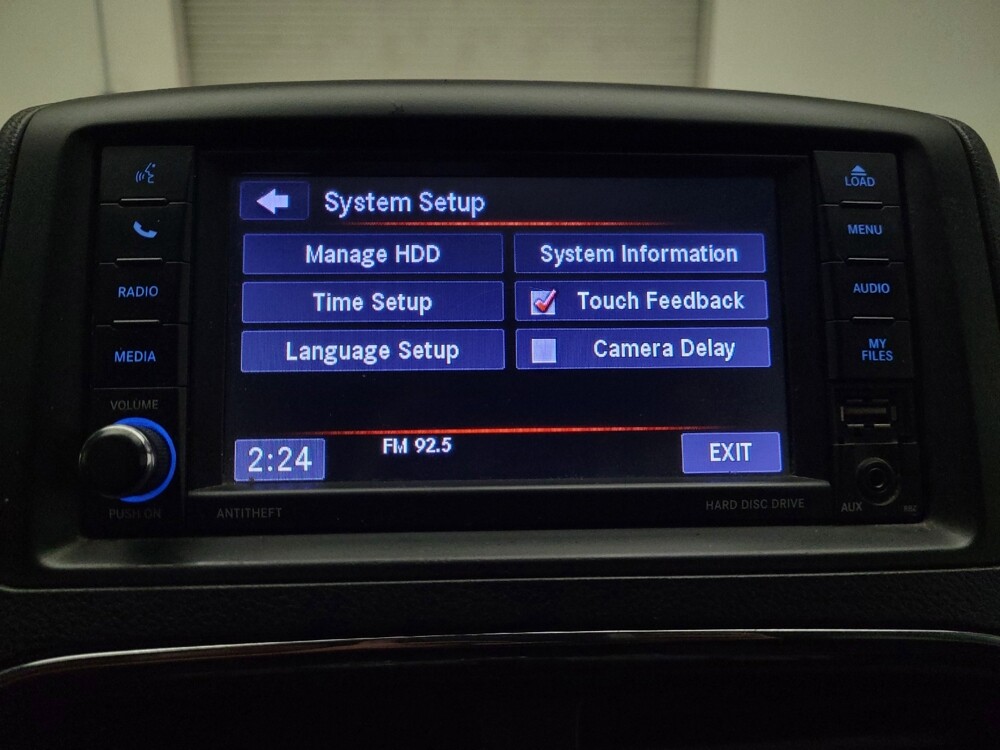 System Setup
Manage HDD
System Information
Time Setup
Touch Feedback
Language Setup
Camera Delay
2:24
FM 92.5
EXIT
RADIO
MEDIA
VOLUME
PUSH ON
LOAD
MENU
AUDIO
MY
FILES
AUX
ANTITHEFT
HARD DISC DRIVE